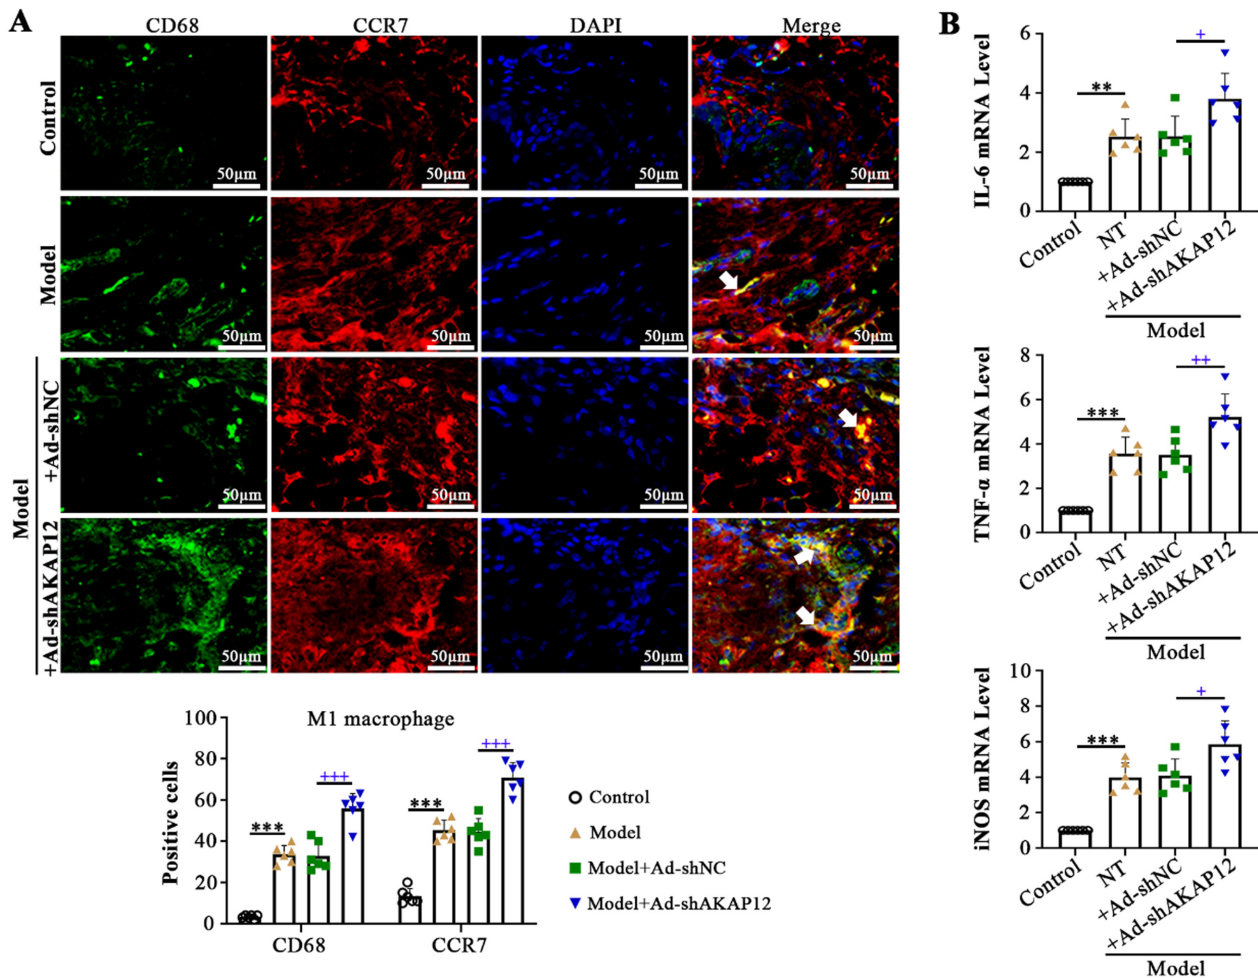 A
CD68 CCR7 DAPI Merge
Control
50μm 50μm 50μm 50μm
Model
50μm 50μm 50μm 50μm
Model
+Ad-shNC
50μm 50μm 50μm 50μm
+Ad-shAKAP12
50μm 50μm 50μm 50μm
M1 macrophage
Positive cells
100
80
60
40
20
0
*** +++ *** +++
CD68 CCR7
Control
Model
Model+Ad-shNC
Model+Ad-shAKAP12
B
IL-6 mRNA Level
6
4
2
0
** +
Control NT +Ad-shNC +Ad-shAKAP12
Model
TNF-α mRNA Level
8
6
4
2
0
*** ++
Control NT +Ad-shNC +Ad-shAKAP12
Model
iNOS mRNA Level
10
8
6
4
2
0
*** +
Control NT +Ad-shNC +Ad-shAKAP12
Model